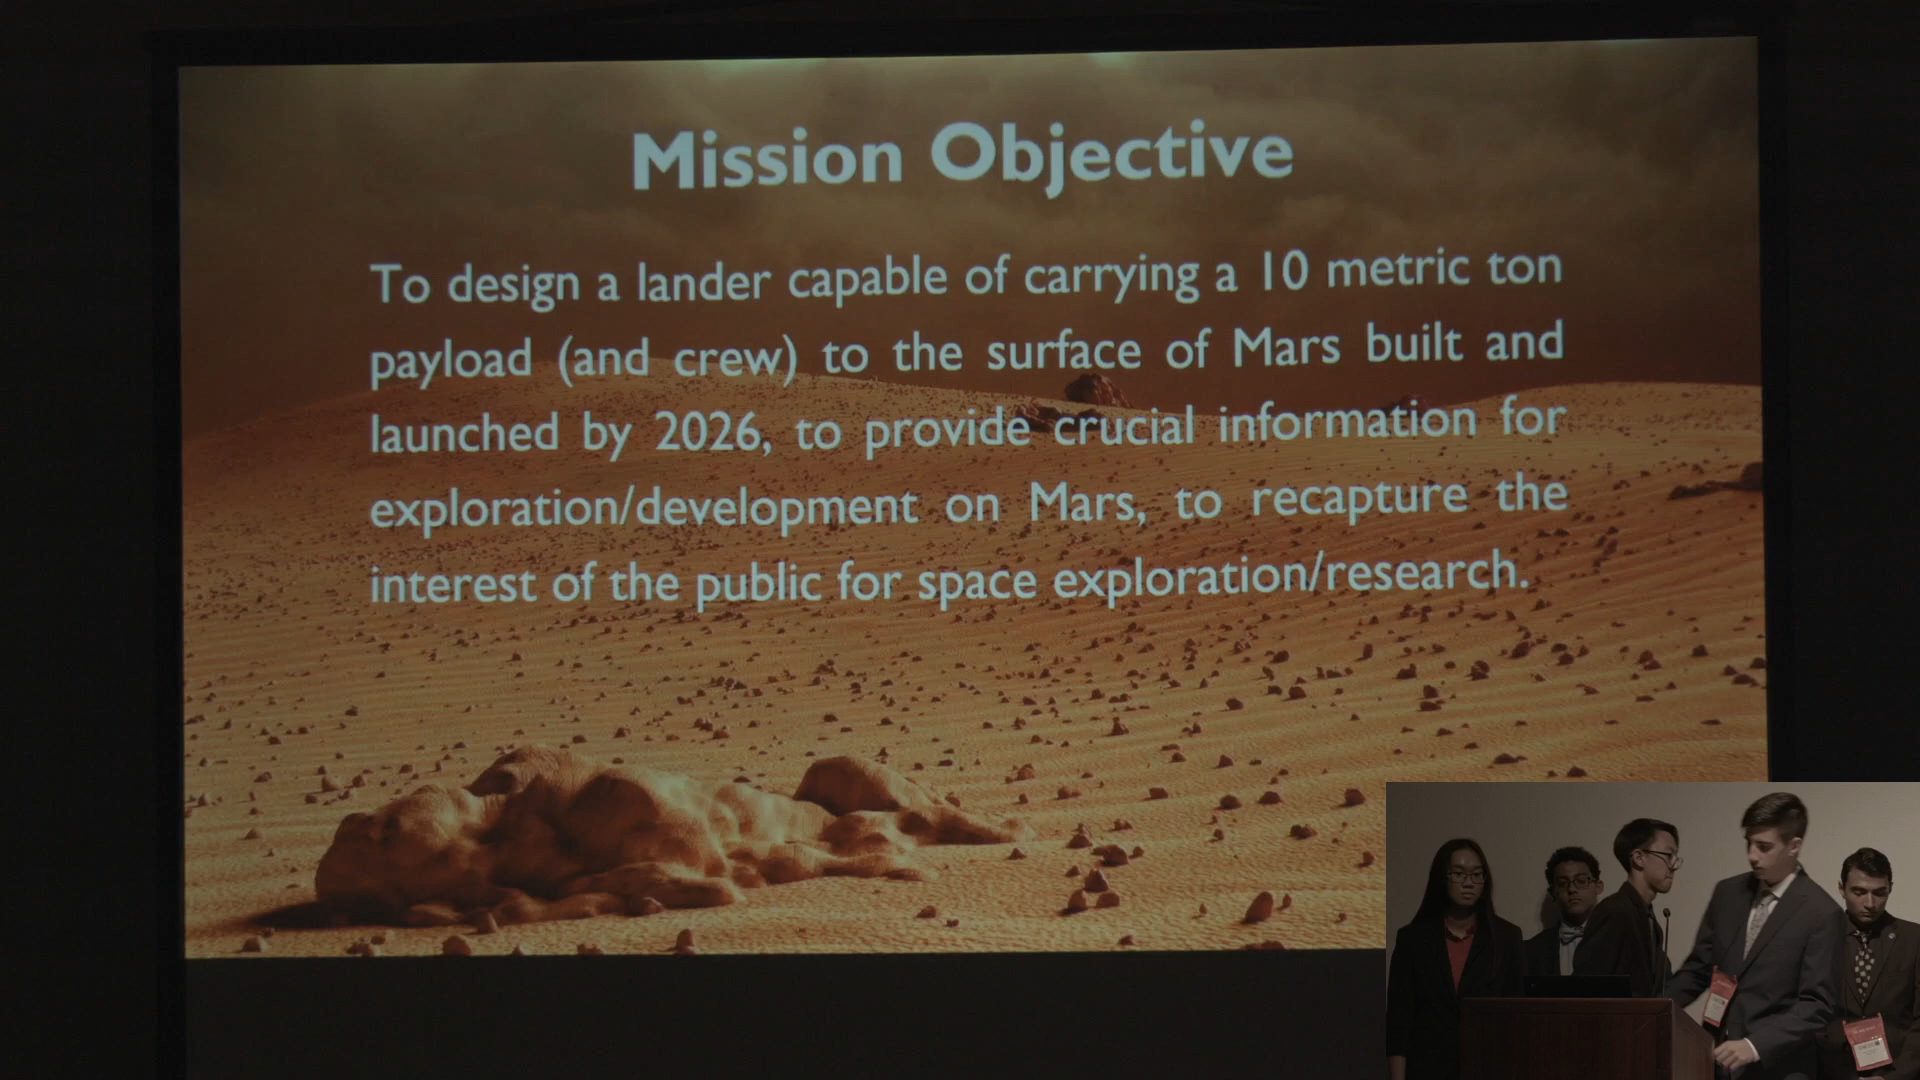 Mission Objective
To design a lander capable of carrying a 10 metric ton
payload (and crew) to the surface of Mars built and
launched by 2026, to provide crucial information for
exploration/development on Mars, to recapture the
interest of the public for space exploration/research.